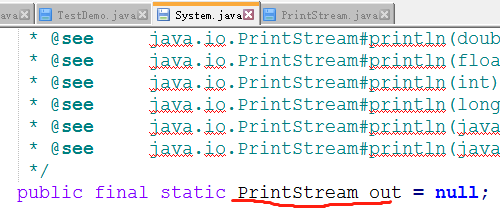 ava TestDemo.java System.java PrintStream.java
* @see java.io.PrintStream#println(doub
* @see java.io.PrintStream#println(floa
* @see java.io.PrintStream#println(int)
* @see java.io.PrintStream#println(long
* @see java.io.PrintStream#println(java
* @see java.io.PrintStream#println(java
*/
public final static PrintStream out = null;